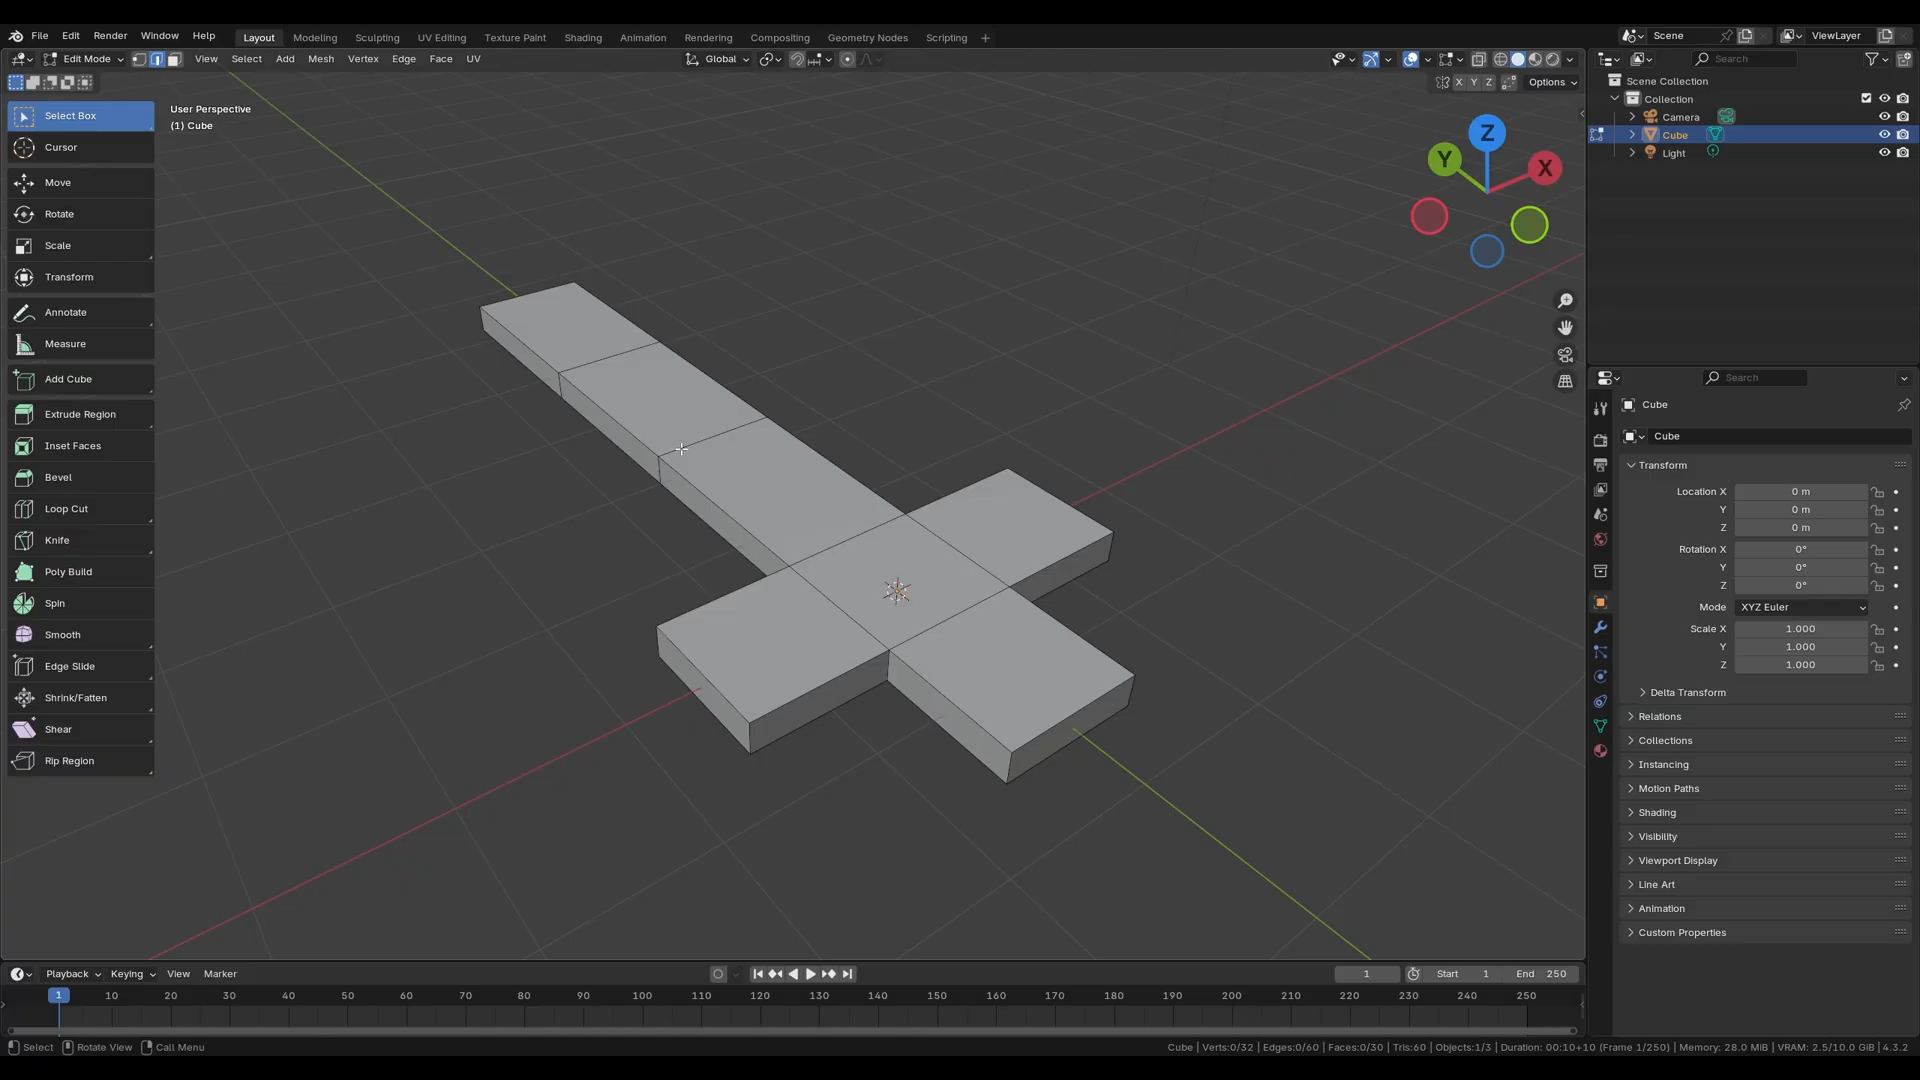 File Edit Render Window Help Layout Modeling Sculpting UV Editing Texture Paint Shading Animation Rendering Compositing Geometry Nodes Scripting Scene ViewLayer
Edit Mode View Select Add Mesh Vertex Edge Face UV Global Search
X Y Z Options
Scene Collection
Collection
Camera
Cube
Light
User Perspective
(1) Cube
Z
Y
X
Select Box
Cursor
Move
Rotate
Scale
Transform
Annotate
Measure
Add Cube
Extrude Region
Inset Faces
Bevel
Loop Cut
Knife
Poly Build
Spin
Smooth
Edge Slide
Shrink/Fatten
Shear
Rip Region
Search
Cube
Cube
Transform
Location X 0 m
Y 0 m
Z 0 m
Rotation X 0°
Y 0°
Z 0°
Mode XYZ Euler
Scale X 1.000
Y 1.000
Z 1.000
Delta Transform
Relations
Collections
Instancing
Motion Paths
Shading
Visibility
Viewport Display
Line Art
Animation
Custom Properties
Playback Keying View Marker 1 Start 1 End 250
1 10 20 30 40 50 60 70 80 90 100 110 120 130 140 150 160 170 180 190 200 210 220 230 240 250
Select Rotate View Call Menu Cube | Verts:0/32 | Edges:0/60 | Faces:0/30 | Tris:60 | Objects:1/3 | Duration: 00:10+10 (Frame 1/250) | Memory: 28.0 MiB | VRAM: 2.5/10.0 GiB | 4.3.2